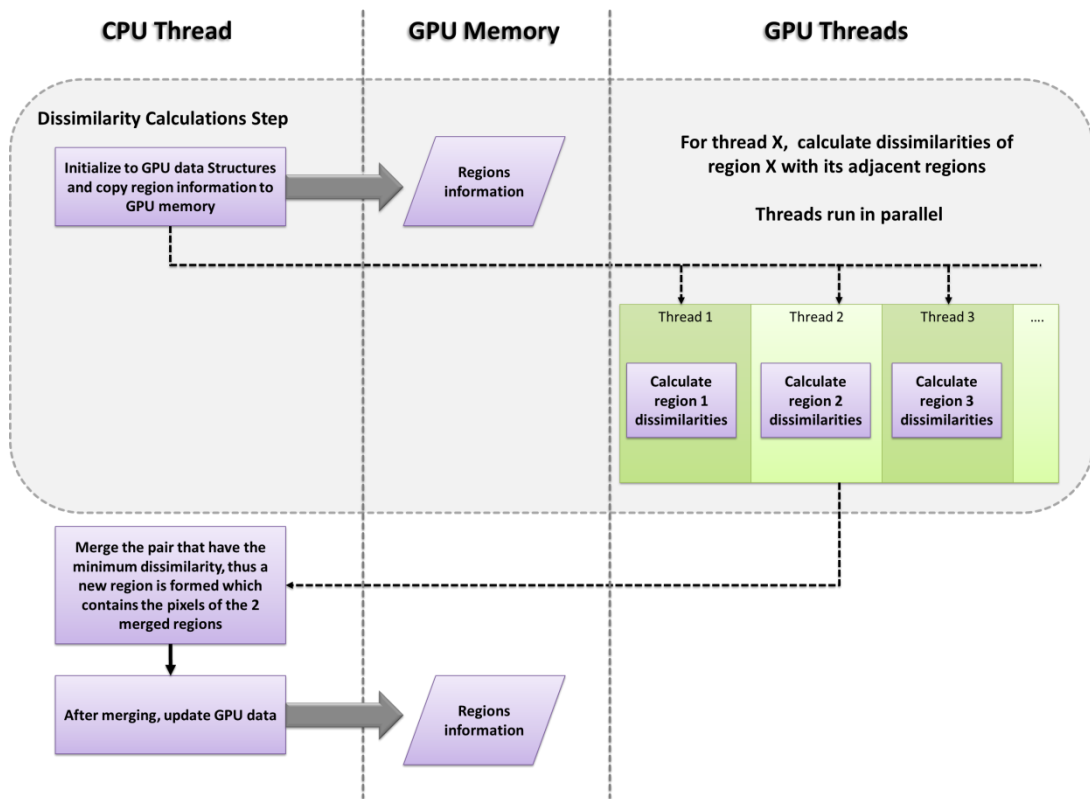 CPU Thread
GPU Memory
GPU Threads
Dissimilarity Calculations Step
Initialize to GPU data Structures
and copy region information to
GPU memory
Regions
information
For thread X, calculate dissimilarities of
region X with its adjacent regions
Threads run in parallel
Thread 1
Thread 2
Thread 3
....
Calculate
region 1
dissimilarities
Calculate
region 2
dissimilarities
Calculate
region 3
dissimilarities
Merge the pair that have the
minimum dissimilarity, thus a
new region is formed which
contains the pixels of the 2
merged regions
After merging, update GPU data
Regions
information